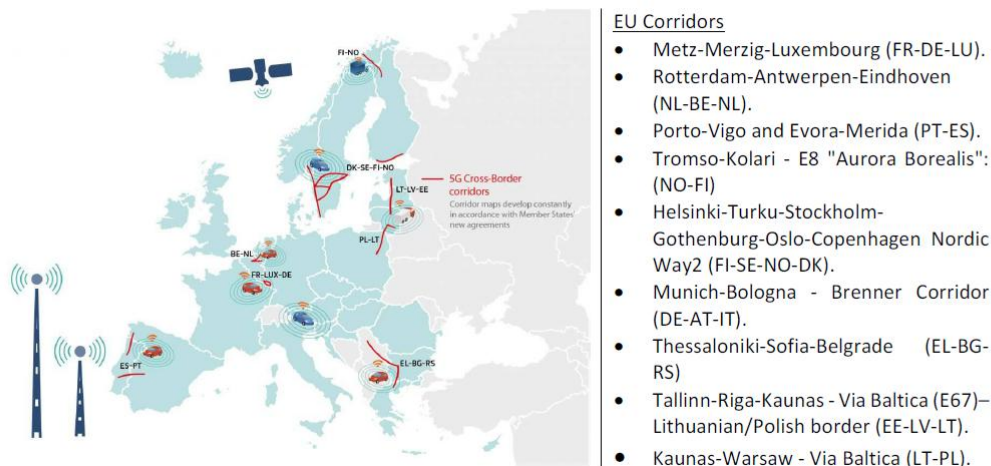 FI-NO
DK-SE-FI-NO
LT-LV-EE
5G Cross-Border
corridors
Corridor maps develop constantly
in accordance with Member States
new agreements
PL-LT
BE-NL
FR-LUX-DE
ES-PT
EL-BG-RS
EU Corridors
• Metz-Merzig-Luxembourg (FR-DE-LU).
• Rotterdam-Antwerpen-Eindhoven
(NL-BE-NL).
• Porto-Vigo and Evora-Merida (PT-ES).
• Tromso-Kolari - E8 "Aurora Borealis":
(NO-FI)
• Helsinki-Turku-Stockholm-
Gothenburg-Oslo-Copenhagen Nordic
Way2 (FI-SE-NO-DK).
• Munich-Bologna - Brenner Corridor
(DE-AT-IT).
• Thessaloniki-Sofia-Belgrade (EL-BG-
RS)
• Tallinn-Riga-Kaunas - Via Baltica (E67)–
Lithuanian/Polish border (EE-LV-LT).
• Kaunas-Warsaw - Via Baltica (LT-PL).